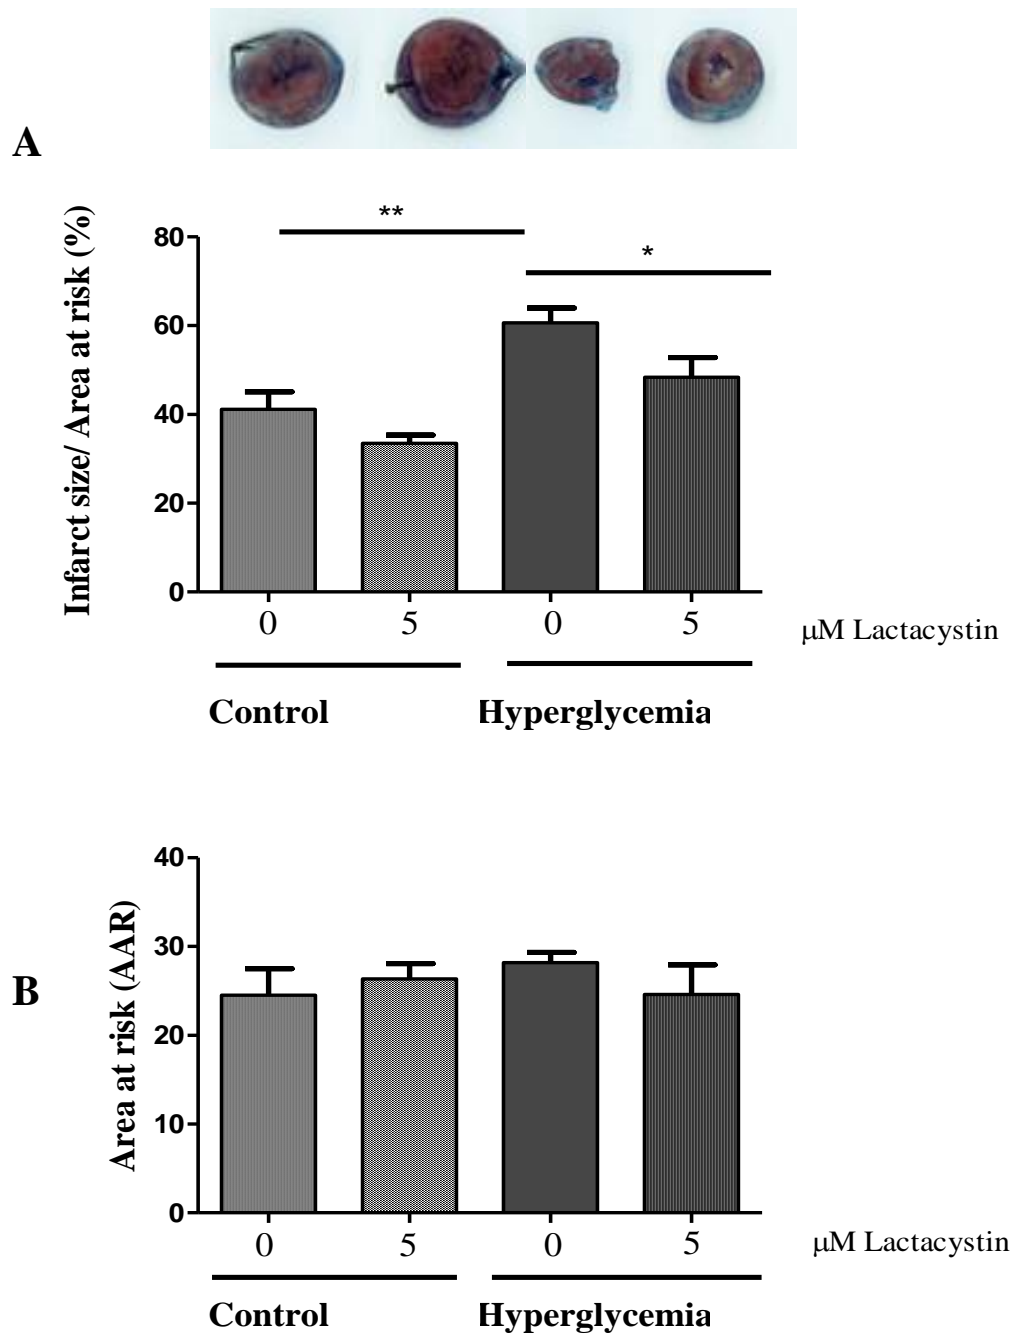 A
**
*
Infarct size/ Area at risk (%)
80
60
40
20
0
0 5 0 5
μM Lactacystin
Control Hyperglycemia
B
Area at risk (AAR)
40
30
20
10
0
0 5 0 5
μM Lactacystin
Control Hyperglycemia